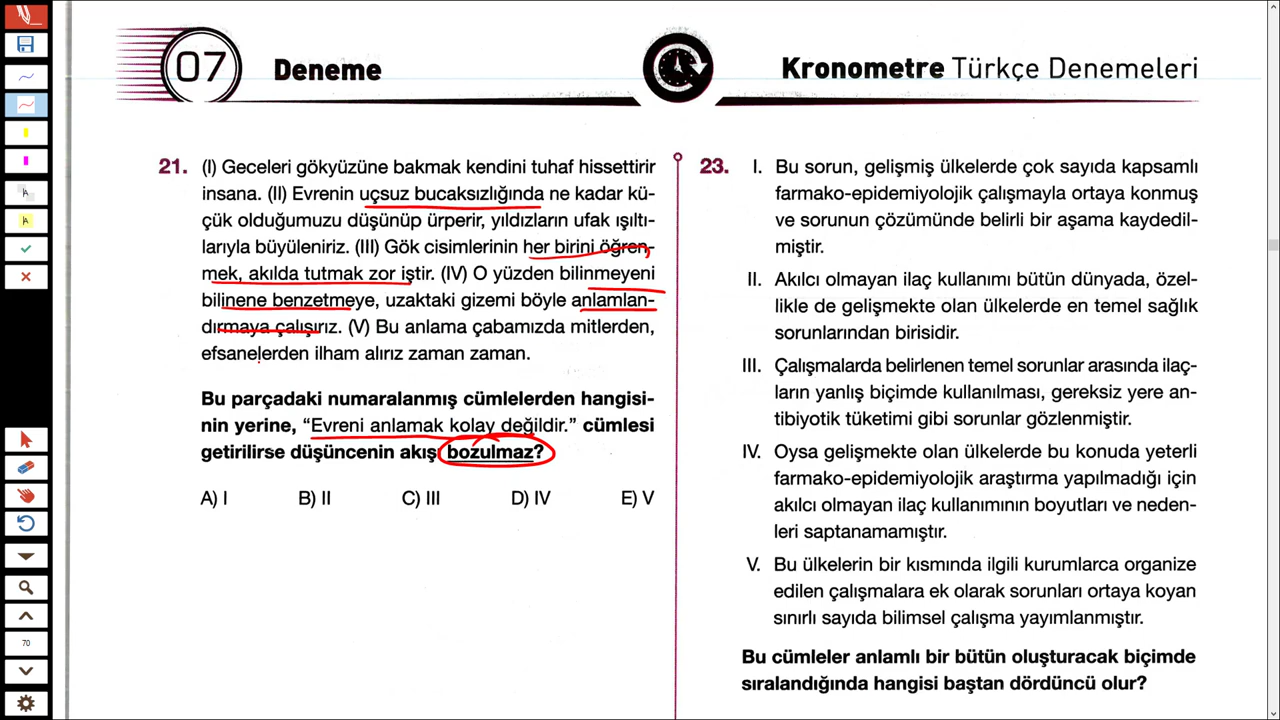 07
Deneme
Kronometre Türkçe Denemeleri
21. (I) Geceleri gökyüzüne bakmak kendini tuhaf hissettirir
insana. (II) Evrenin uçsuz bucaksızlığında ne kadar kü-
çük olduğumuzu düşünüp ürperir, yıldızların ufak ışıltı-
larıyla büyüleniriz. (III) Gök cisimlerinin her birini öğren-
mek, akılda tutmak zor iştir. (IV) O yüzden bilinmeyeni
bilinene benzetmeye, uzaktaki gizemi böyle anlamlan-
dırmaya çalışırız. (V) Bu anlama çabamızda mitlerden,
efsanelerden ilham alırız zaman zaman.
Bu parçadaki numaralanmış cümlelerden hangisi-
nin yerine, “Evreni anlamak kolay değildir.” cümlesi
getirilirse düşüncenin akışı bozulmaz?
A) I B) II C) III D) IV E) V
23. I. Bu sorun, gelişmiş ülkelerde çok sayıda kapsamlı
farmako-epidemiyolojik çalışmayla ortaya konmuş
ve sorunun çözümünde belirli bir aşama kaydedil-
miştir.
II. Akılcı olmayan ilaç kullanımı bütün dünyada, özel-
likle de gelişmekte olan ülkelerde en temel sağlık
sorunlarından birisidir.
III. Çalışmalarda belirlenen temel sorunlar arasında ilaç-
ların yanlış biçimde kullanılması, gereksiz yere an-
tibiyotik tüketimi gibi sorunlar gözlenmiştir.
IV. Oysa gelişmekte olan ülkelerde bu konuda yeterli
farmako-epidemiyolojik araştırma yapılmadığı için
akılcı olmayan ilaç kullanımının boyutları ve neden-
leri saptanamamıştır.
V. Bu ülkelerin bir kısmında ilgili kurumlarca organize
edilen çalışmalara ek olarak sorunları ortaya koyan
sınırlı sayıda bilimsel çalışma yayımlanmıştır.
Bu cümleler anlamlı bir bütün oluşturacak biçimde
sıralandığında hangisi baştan dördüncü olur?
70